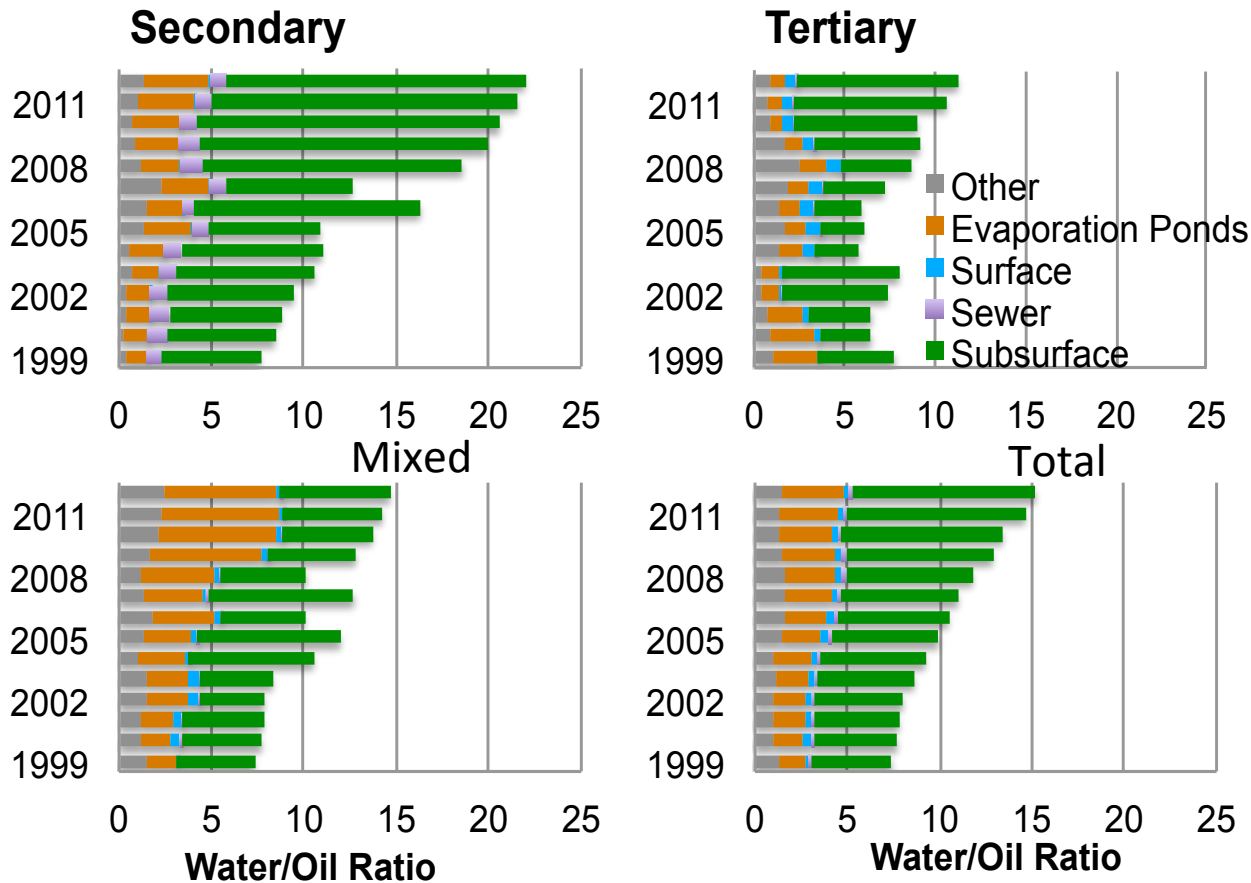 Secondary
Tertiary
2011
2008
2005
2002
1999
0 5 10 15 20 25
2011
2008
2005
2002
1999
0 5 10 15 20 25
Other
Evaporation Ponds
Surface
Sewer
Subsurface
Mixed
Total
2011
2008
2005
2002
1999
0 5 10 15 20 25
Water/Oil Ratio
2011
2008
2005
2002
1999
0 5 10 15 20 25
Water/Oil Ratio